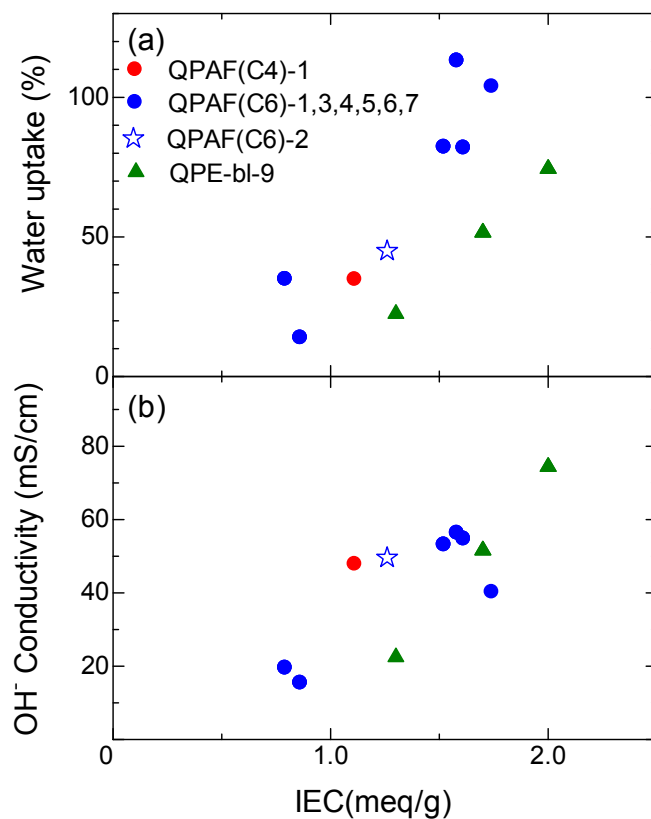 (a)
QPAF(C4)-1
QPAF(C6)-1,3,4,5,6,7
QPAF(C6)-2
QPE-bl-9
Water uptake (%)
100
50
0
(b)
OH⁻ Conductivity (mS/cm)
80
60
40
20
0 1.0 2.0
IEC(meq/g)